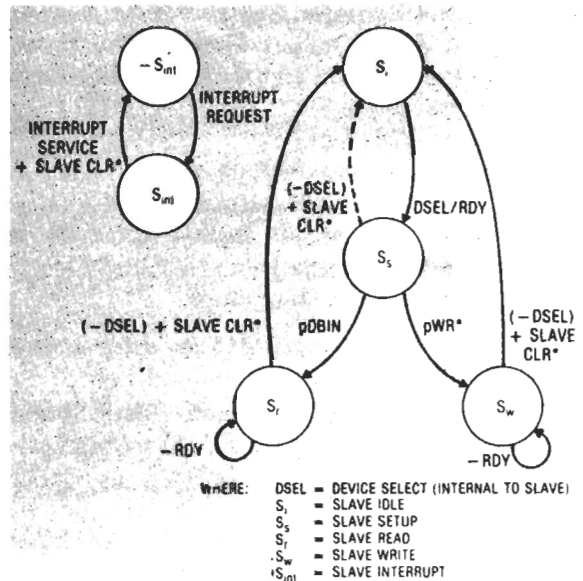 – Sint
Si
INTERRUPT
REQUEST
INTERRUPT
SERVICE
+ SLAVE CLR*
Sint
(–DSEL)
+ SLAVE
CLR*
DSEL/RDY
Ss
(–DSEL) + SLAVE CLR*
pDBIN
pWR*
(–DSEL)
+ SLAVE
CLR*
Sr
Sw
–RDY
–RDY
WHERE: DSEL = DEVICE SELECT (INTERNAL TO SLAVE)
Si = SLAVE IDLE
Ss = SLAVE SETUP
Sr = SLAVE READ
Sw = SLAVE WRITE
Sint = SLAVE INTERRUPT